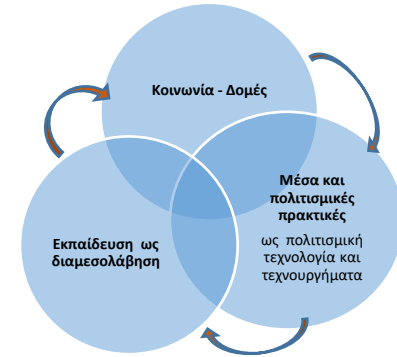 Κοινωνία - Δομές
Μέσα και
πολιτισμικές
πρακτικές
ως πολιτισμική
τεχνολογία και
τεχνουργήματα
Εκπαίδευση ως
διαμεσολάβηση